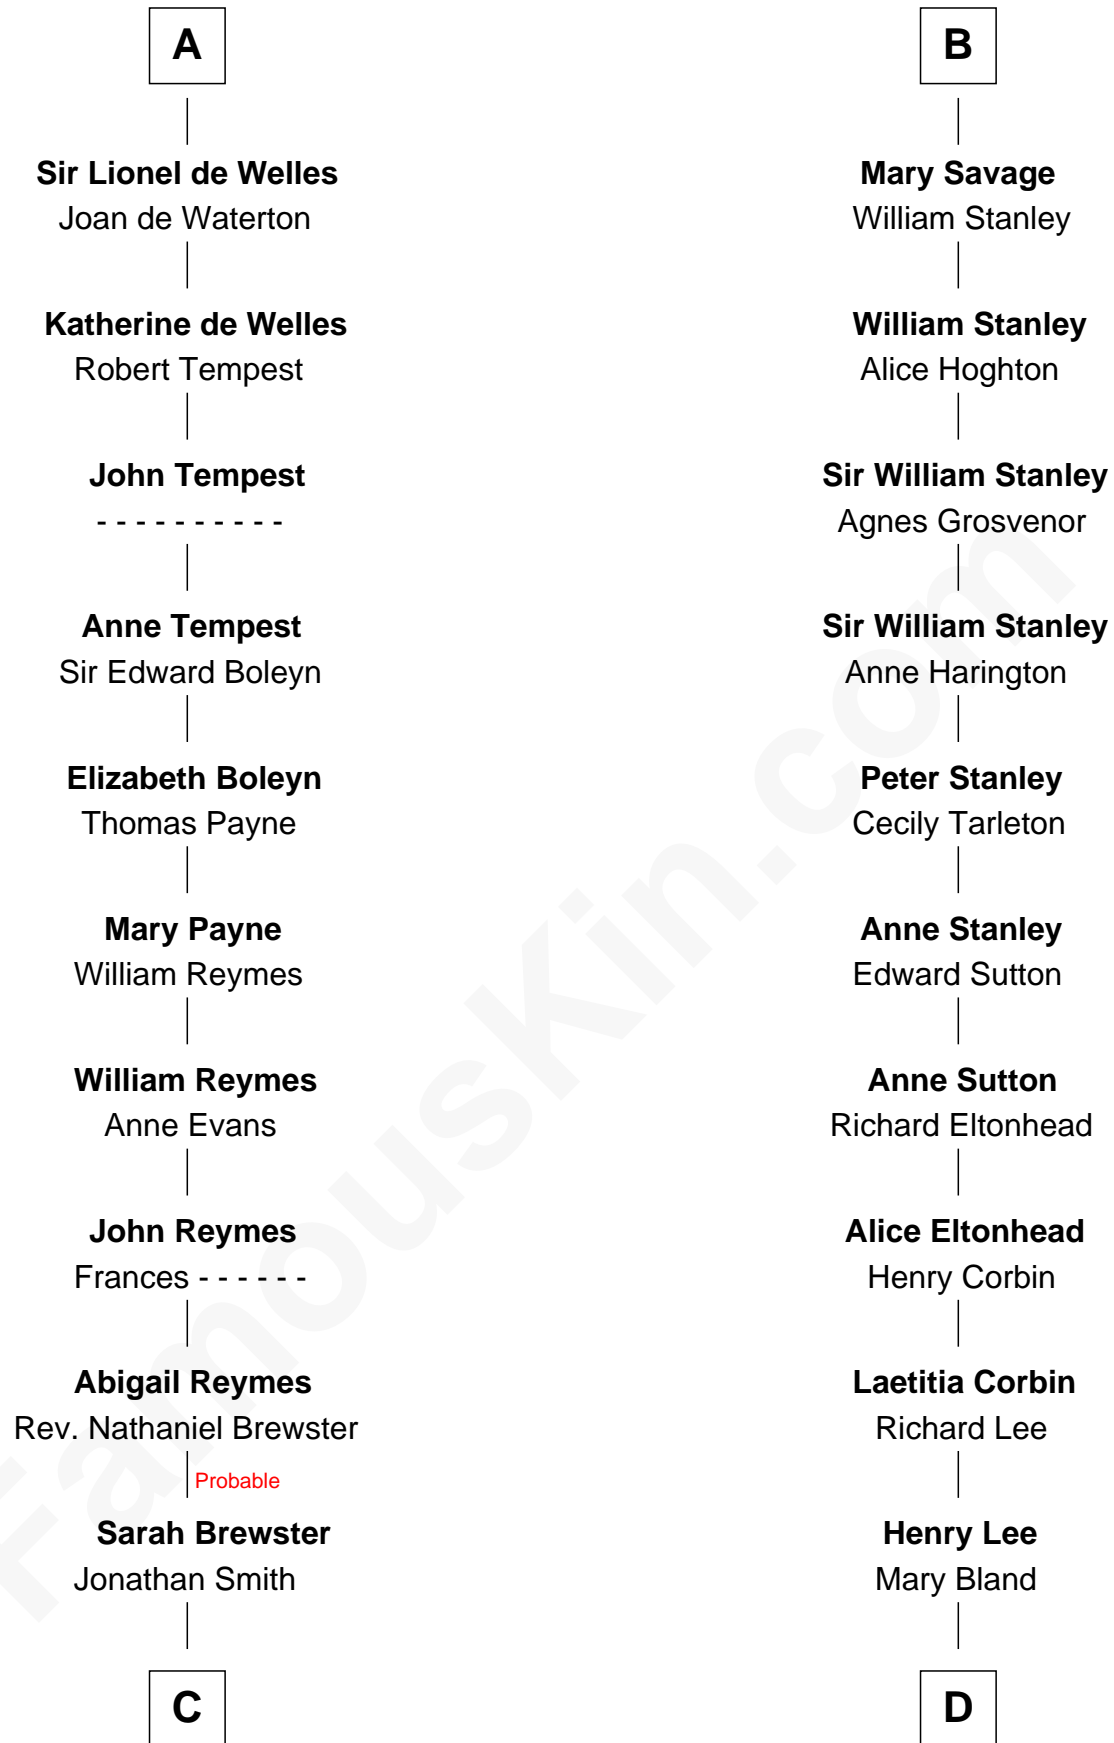 A
Sir Lionel de Welles
Joan de Waterton
Katherine de Welles
Robert Tempest
John Tempest
- - - - - - - - - -
Anne Tempest
Sir Edward Boleyn
Elizabeth Boleyn
Thomas Payne
Mary Payne
William Reymes
William Reymes
Anne Evans
John Reymes
Frances - - - - - -
Abigail Reymes
Rev. Nathaniel Brewster
Probable
Sarah Brewster
Jonathan Smith
C
B
Mary Savage
William Stanley
William Stanley
Alice Hoghton
Sir William Stanley
Agnes Grosvenor
Sir William Stanley
Anne Harington
Peter Stanley
Cecily Tarleton
Anne Stanley
Edward Sutton
Anne Sutton
Richard Eltonhead
Alice Eltonhead
Henry Corbin
Laetitia Corbin
Richard Lee
Henry Lee
Mary Bland
D
FamousKin.com